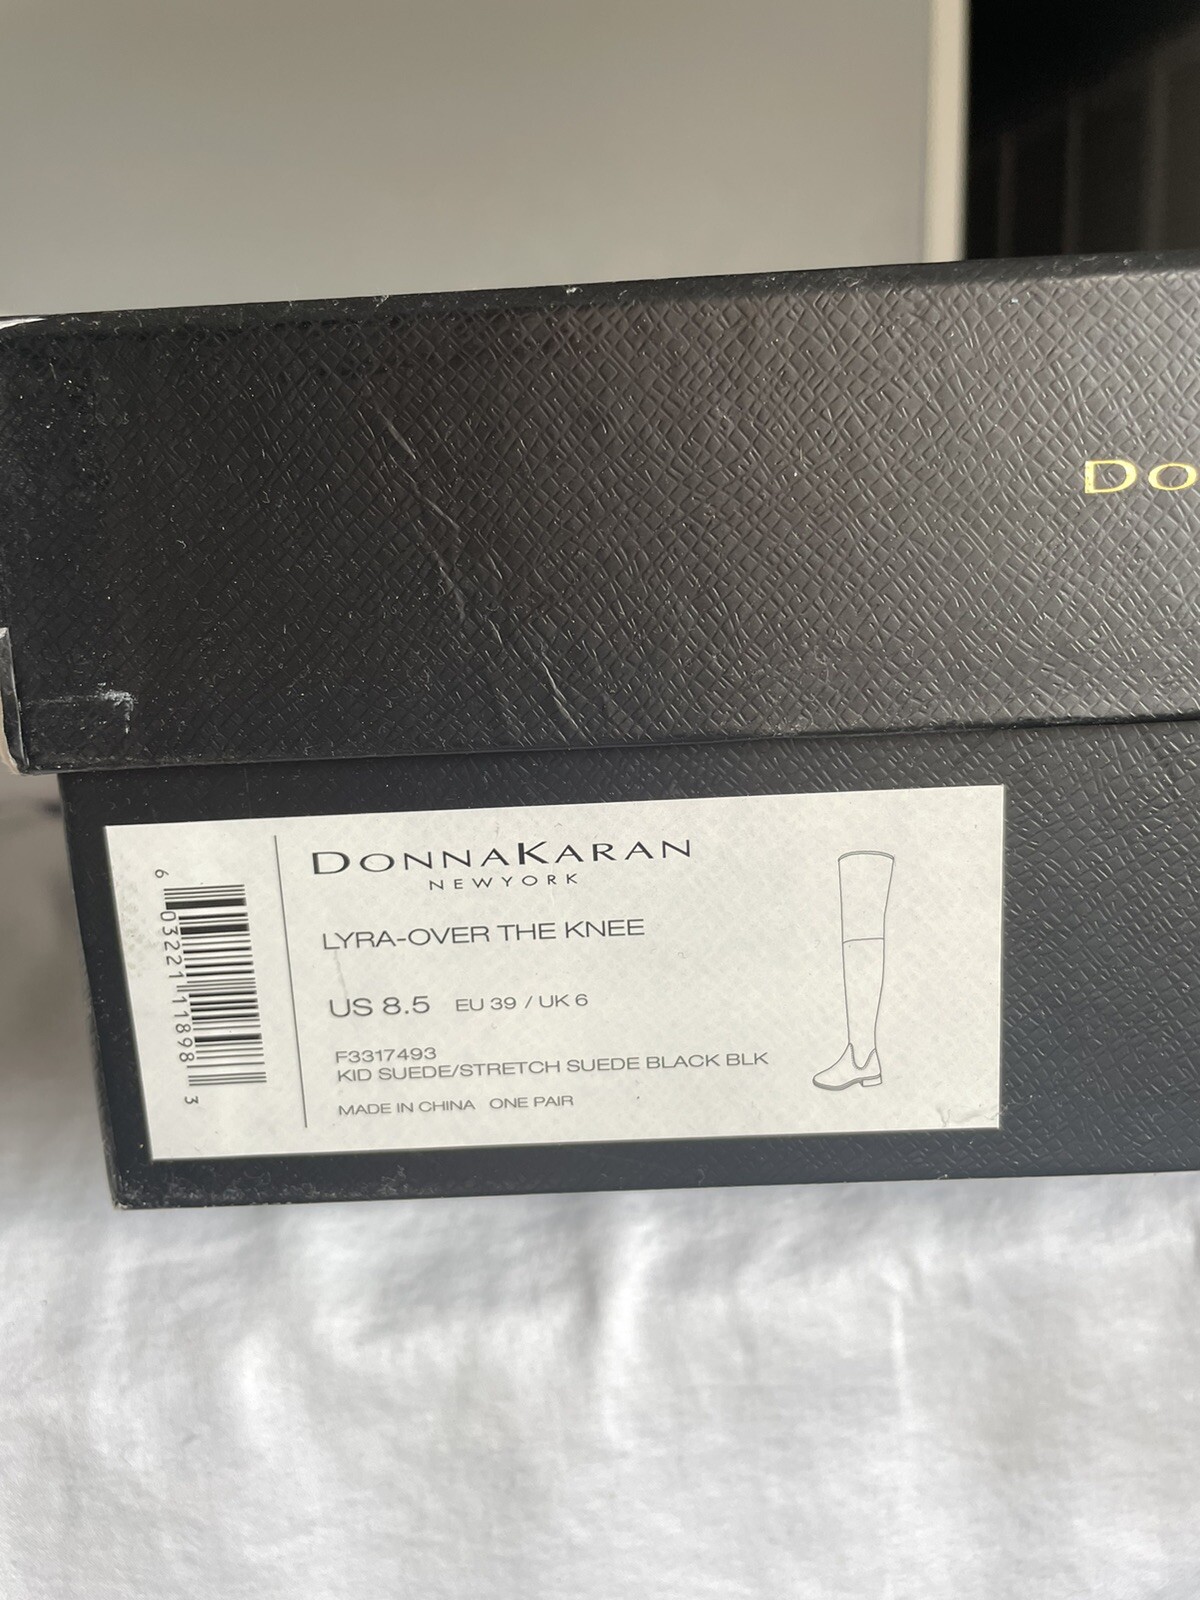 DO
DONNAKARAN
NEWYORK
LYRA-OVER THE KNEE
US 8.5 EU 39 / UK 6
F3317493
KID SUEDE/STRETCH SUEDE BLACK BLK
MADE IN CHINA ONE PAIR
6 03221 11898 3